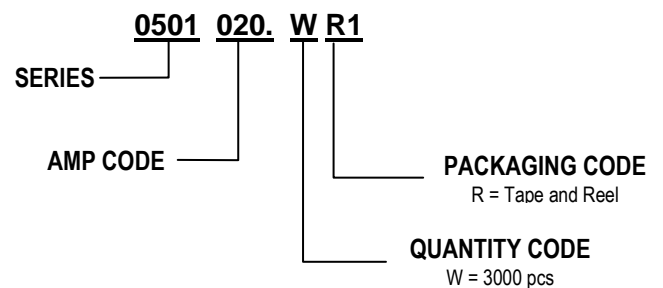 0501 020. W R1
SERIES
AMP CODE
PACKAGING CODE
R = Tape and Reel
QUANTITY CODE
W = 3000 pcs